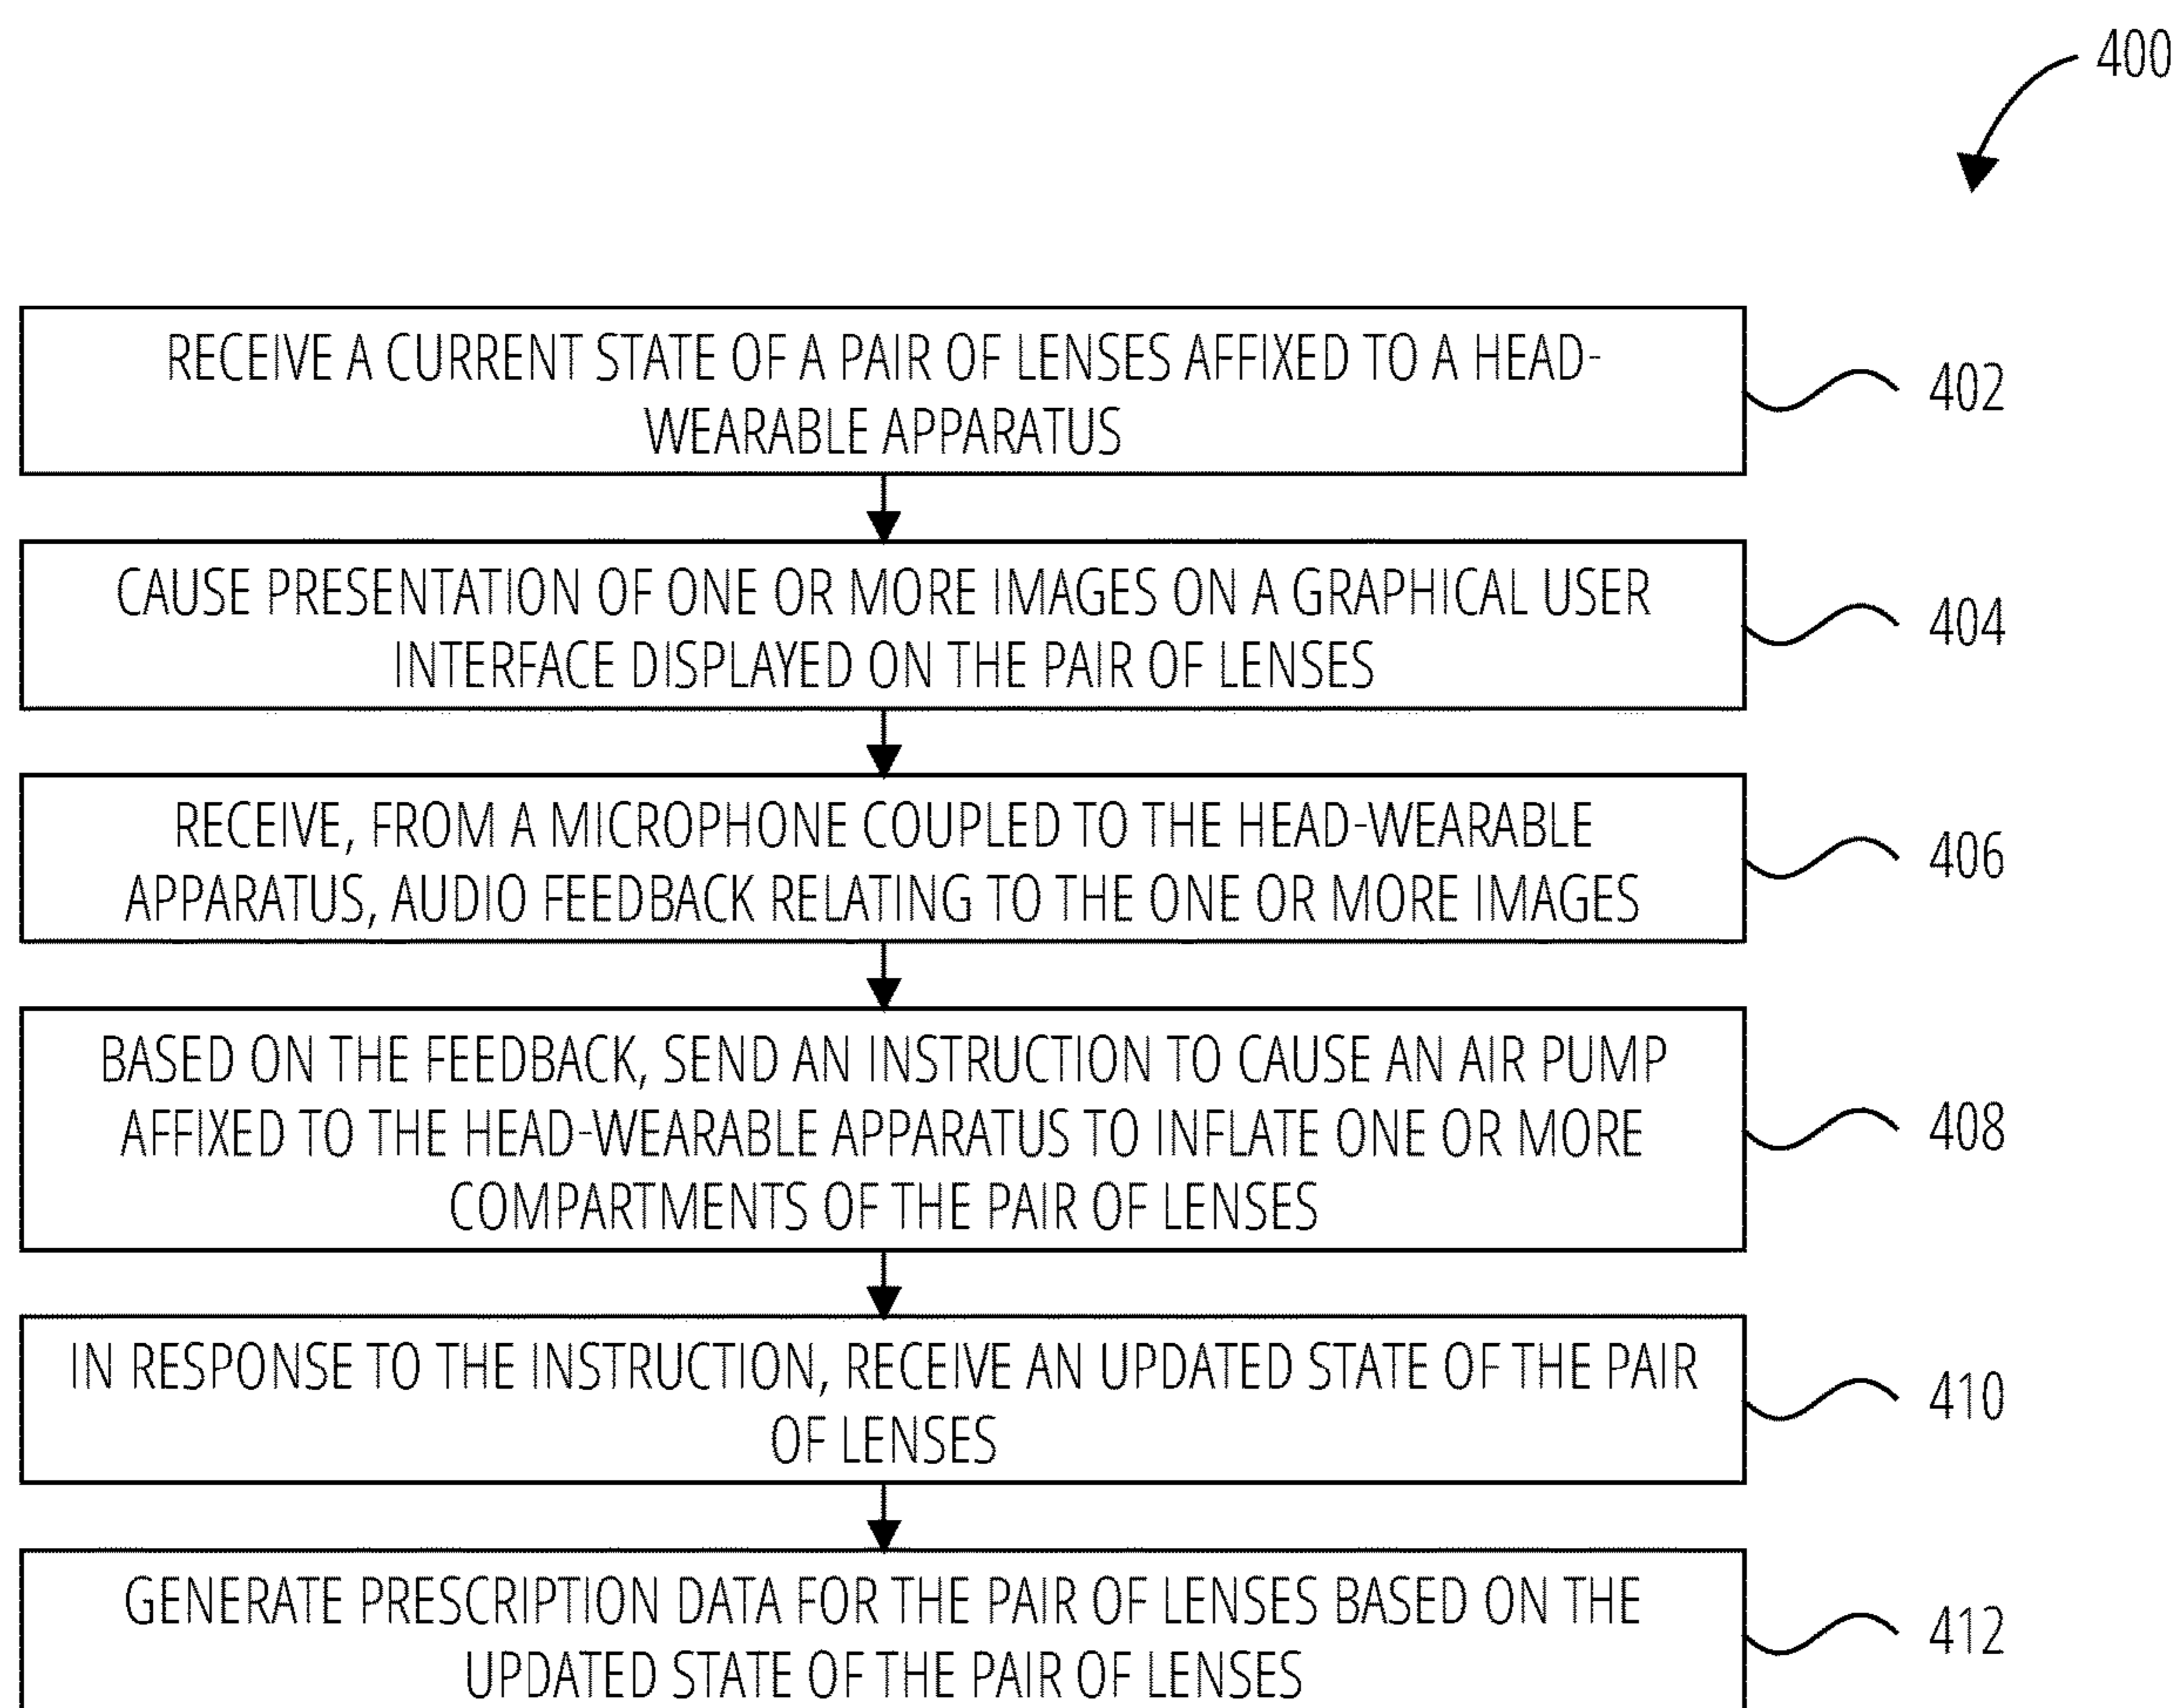 400
RECEIVE A CURRENT STATE OF A PAIR OF LENSES AFFIXED TO A HEAD-
WEARABLE APPARATUS
402
CAUSE PRESENTATION OF ONE OR MORE IMAGES ON A GRAPHICAL USER
INTERFACE DISPLAYED ON THE PAIR OF LENSES
404
RECEIVE, FROM A MICROPHONE COUPLED TO THE HEAD-WEARABLE
APPARATUS, AUDIO FEEDBACK RELATING TO THE ONE OR MORE IMAGES
406
BASED ON THE FEEDBACK, SEND AN INSTRUCTION TO CAUSE AN AIR PUMP
AFFIXED TO THE HEAD-WEARABLE APPARATUS TO INFLATE ONE OR MORE
COMPARTMENTS OF THE PAIR OF LENSES
408
IN RESPONSE TO THE INSTRUCTION, RECEIVE AN UPDATED STATE OF THE PAIR
OF LENSES
410
GENERATE PRESCRIPTION DATA FOR THE PAIR OF LENSES BASED ON THE
UPDATED STATE OF THE PAIR OF LENSES
412